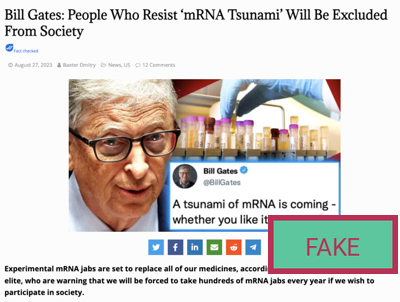 Bill Gates: People Who Resist ‘mRNA Tsunami’ Will Be Excluded
From Society
Fact checked
August 27, 2023 Baxter Dmitry News, US 12 Comments
Bill Gates
@BillGates
A tsunami of mRNA is coming -
whether you like it
FAKE
Experimental mRNA jabs are set to replace all of our medicines,
elite, who are warning that we will be forced to take hundreds of mRNA jabs every year if we wish to
participate in society.